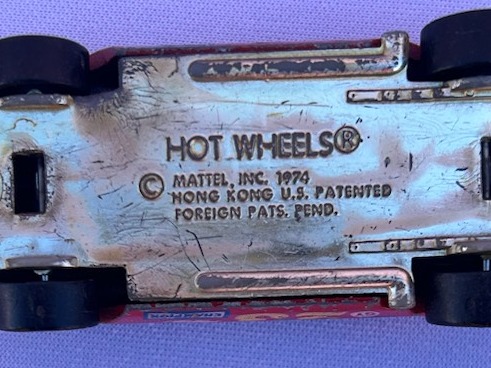 HOT WHEELS®
© MATTEL, INC. 1974
HONG KONG U.S. PATENTED
FOREIGN PATS. PEND.